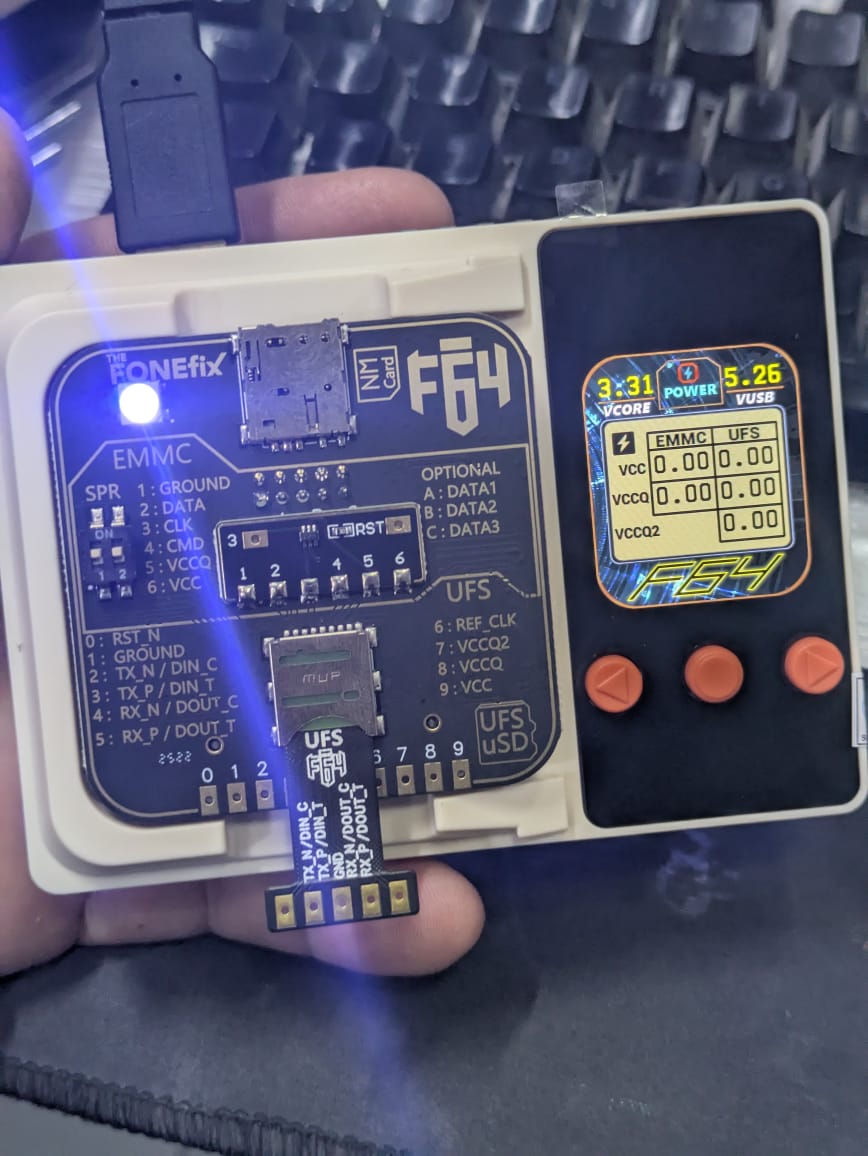 THE
FONEfix
NM
Card
F64
EMMC
SPR
ON
1 2
1 : GROUND
2 : DATA
3 : CLK
4 : CMD
5 : VCCQ
6 : VCC
OPTIONAL
A : DATA1
B : DATA2
C : DATA3
3
RST
1 2 4 5 6
UFS
0 : RST_N
1 : GROUND
2 : TX_N / DIN_C
3 : TX_P / DIN_T
4 : RX_N / DOUT_C
5 : RX_P / DOUT_T
6 : REF_CLK
7 : VCCQ2
8 : VCCQ
9 : VCC
2522
MUP
UFS
uSD
0 1 2 6 7 8 9
UFS
F64
TX_N/DIN_C
TX_P/DIN_T
GND
RX_N/DOUT_C
RX_P/DOUT_T
3.31
VCORE
POWER
5.26
VUSB
EMMC UFS
VCC 0.00 0.00
VCCQ 0.00 0.00
VCCQ2 0.00
F64